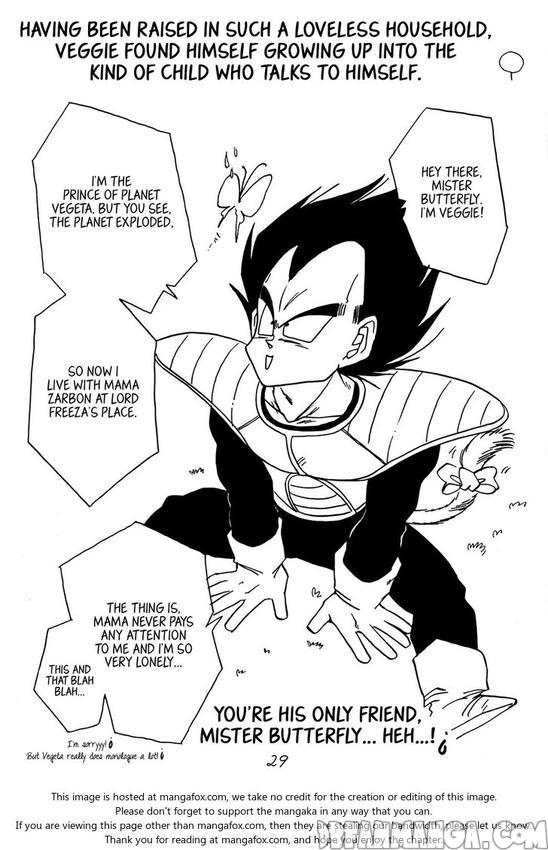 HAVING BEEN RAISED IN SUCH A LOVELESS HOUSEHOLD,
VEGGIE FOUND HIMSELF GROWING UP INTO THE
KIND OF CHILD WHO TALKS TO HIMSELF.
HEY THERE,
MISTER
BUTTERFLY.
I'M VEGGIE!
I'M THE
PRINCE OF PLANET
VEGETA. BUT YOU SEE,
THE PLANET EXPLODED,
SO NOW I
LIVE WITH MAMA
ZARBON AT LORD
FREEZA'S PLACE.
THE THING IS,
MAMA NEVER PAYS
ANY ATTENTION
TO ME AND I'M SO
VERY LONELY...
THIS AND
THAT BLAH
BLAH...
YOU'RE HIS ONLY FRIEND,
MISTER BUTTERFLY... HEH...!
I'm sorryy!
But Vegeta really does monologue a lot!
29
This image is hosted at mangafox.com, we take no credit for the creation or editing of this image.
Please don't forget to support the mangaka in any way that you can.
If you are viewing this page other than mangafox.com, then they are stealing our bandwidth, please let us know.
Thank you for reading at mangafox.com, and hope you enjoy the chapter.
DBFANMANGA.COM